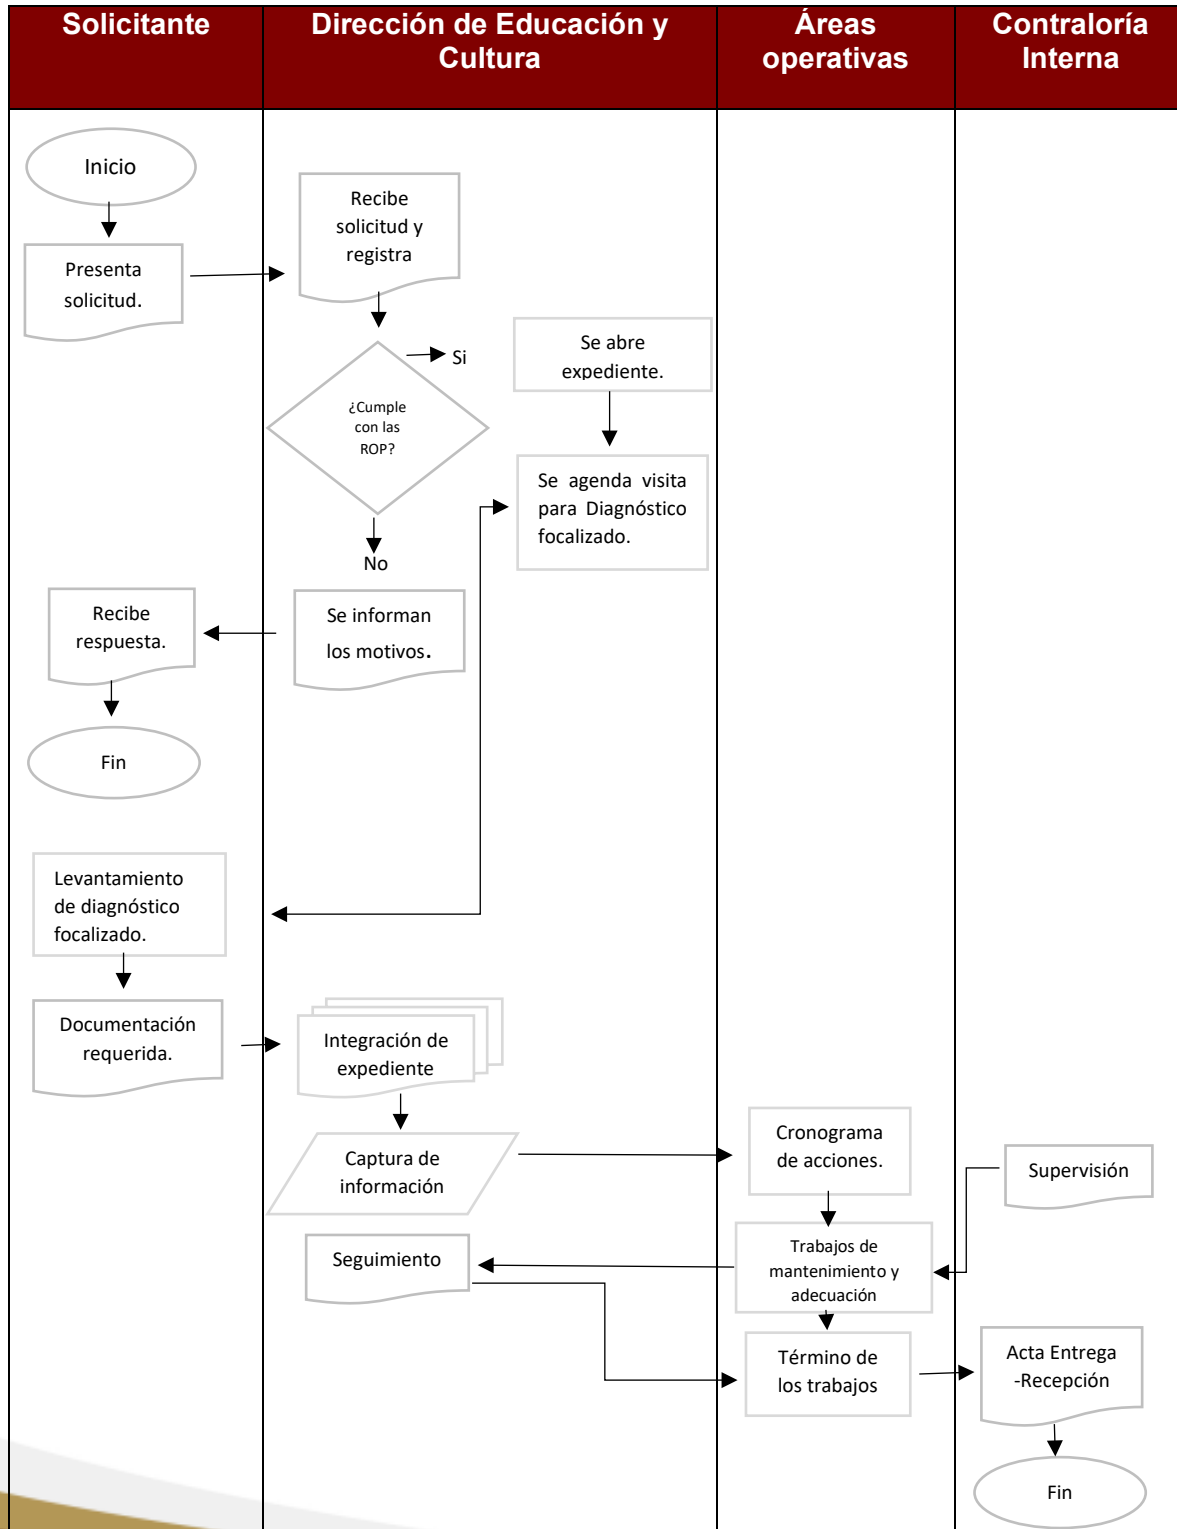 Solicitante
Dirección de Educación y
Cultura
Áreas
operativas
Contraloría
Interna
Inicio
Presenta
solicitud.
Recibe
solicitud y
registra
¿Cumple
con las
ROP?
Si
Se abre
expediente.
Se agenda visita
para Diagnóstico
focalizado.
No
Se informan
los motivos.
Recibe
respuesta.
Fin
Levantamiento
de diagnóstico
focalizado.
Documentación
requerida.
Integración de
expediente
Captura de
información
Cronograma
de acciones.
Supervisión
Trabajos de
mantenimiento y
adecuación
Seguimiento
Término de
los trabajos
Acta Entrega
-Recepción
Fin